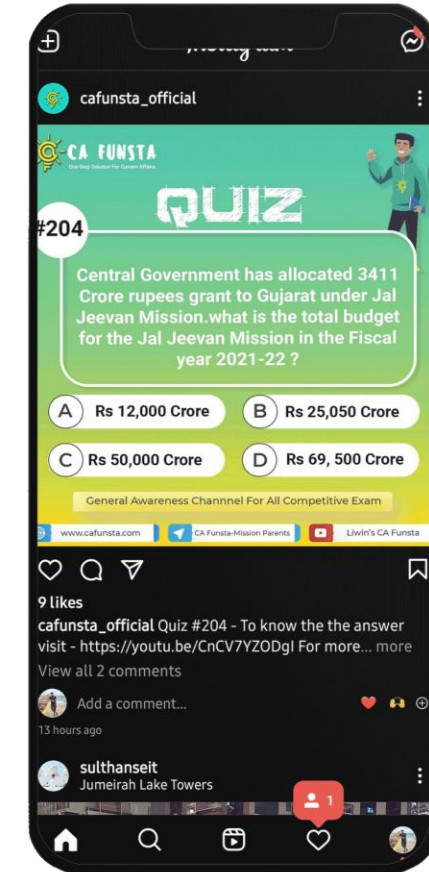 cafunsta_official
CA FUNSTA
One Stop Solution For Current Affairs
QUIZ
#204
Central Government has allocated 3411
Crore rupees grant to Gujarat under Jal
Jeevan Mission.what is the total budget
for the Jal Jeevan Mission in the Fiscal
year 2021-22 ?
A Rs 12,000 Crore
B Rs 25,050 Crore
C Rs 50,000 Crore
D Rs 69, 500 Crore
General Awareness Channnel For All Competitive Exam
www.cafunsta.com
CA Funsta-Mission Parents
Liwin's CA Funsta
9 likes
cafunsta_official Quiz #204 - To know the the answer
visit - https://youtu.be/CnCV7YZODgI For more... more
View all 2 comments
Add a comment...
13 hours ago
sulthanseit
Jumeirah Lake Towers
1